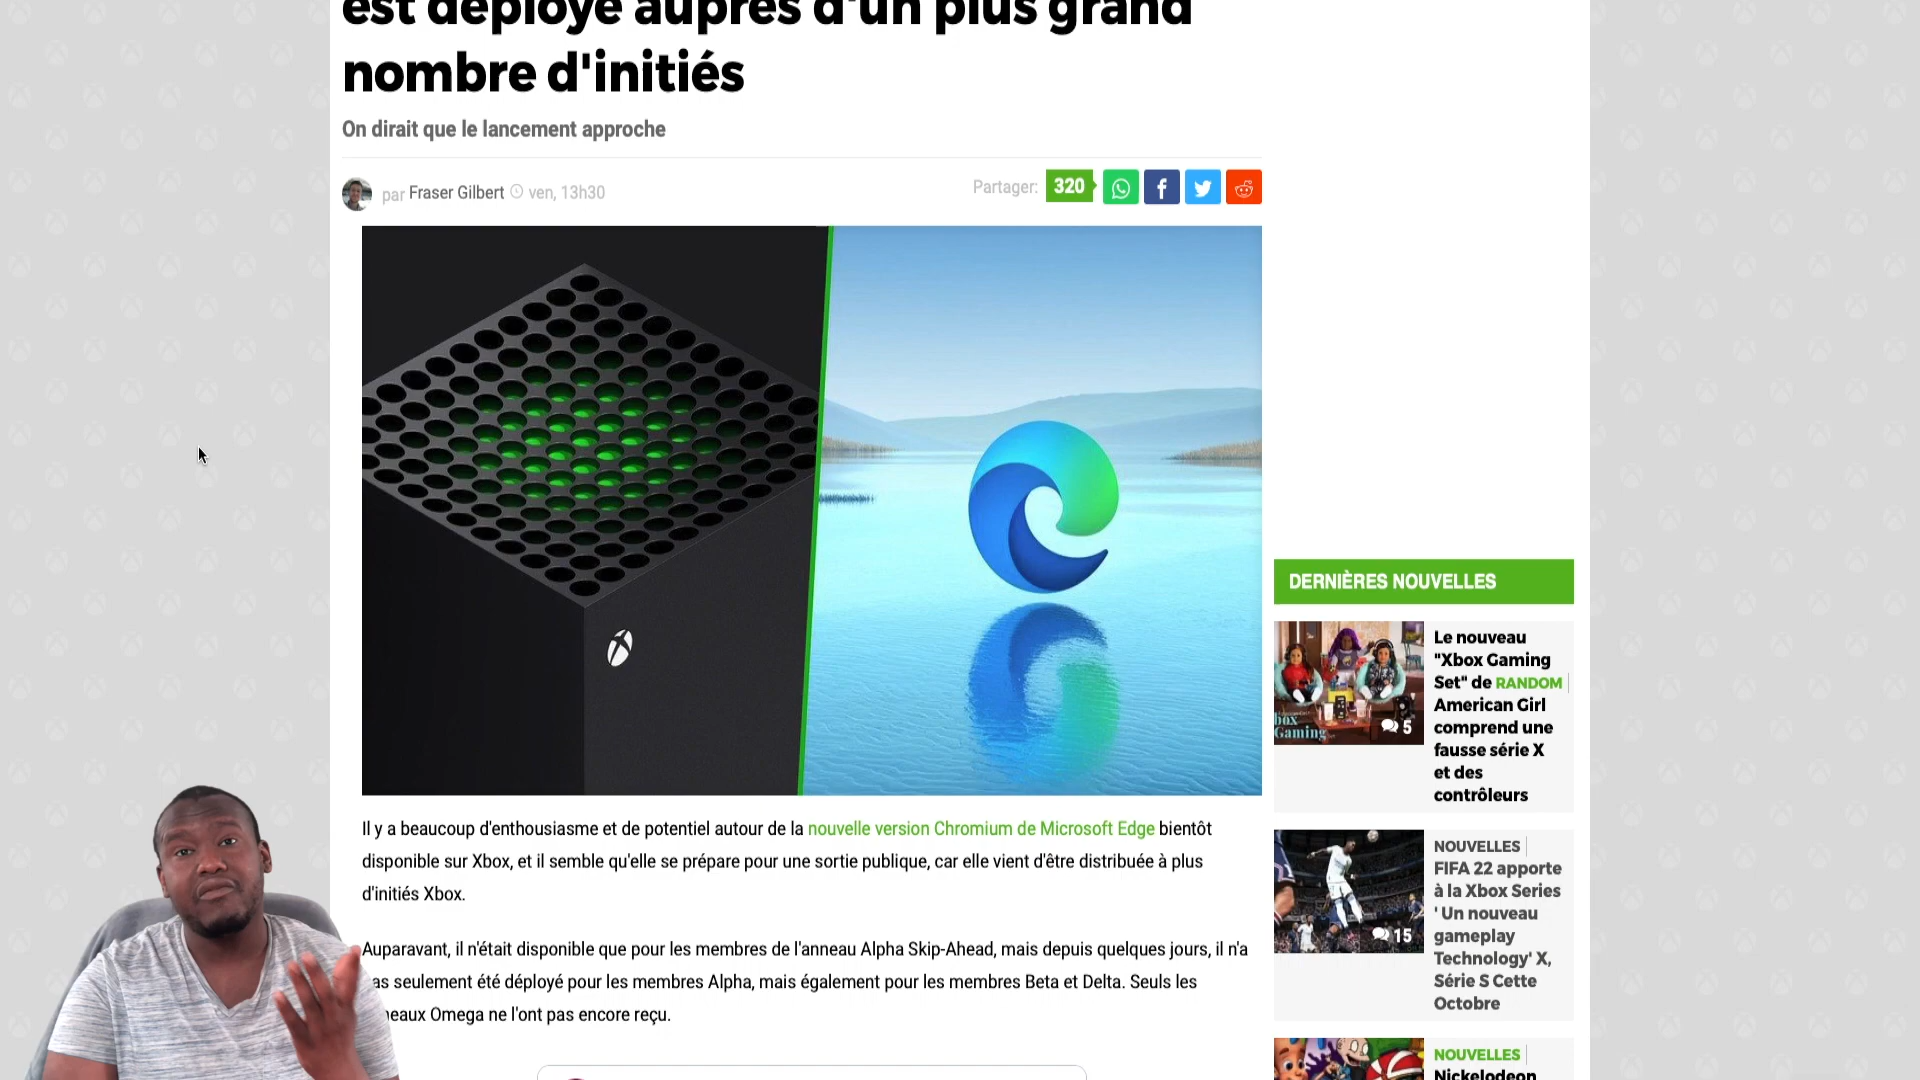 est déployé auprès d'un plus grand
nombre d'initiés
On dirait que le lancement approche
par Fraser Gilbert ven, 13h30
Partager: 320
Il y a beaucoup d'enthousiasme et de potentiel autour de la nouvelle version Chromium de Microsoft Edge bientôt
disponible sur Xbox, et il semble qu'elle se prépare pour une sortie publique, car elle vient d'être distribuée à plus
d'initiés Xbox.
Auparavant, il n'était disponible que pour les membres de l'anneau Alpha Skip-Ahead, mais depuis quelques jours, il n'a
seulement été déployé pour les membres Alpha, mais également pour les membres Beta et Delta. Seuls les
Omega ne l'ont pas encore reçu.
DERNIÈRES NOUVELLES
Le nouveau
"Xbox Gaming
Set" de RANDOM
American Girl
comprend une
fausse série X
et des
contrôleurs
box
Gaming
5
NOUVELLES
FIFA 22 apporte
à la Xbox Series
' Un nouveau
gameplay
Technology' X,
Série S Cette
Octobre
15
NOUVELLES
Nickelodeon